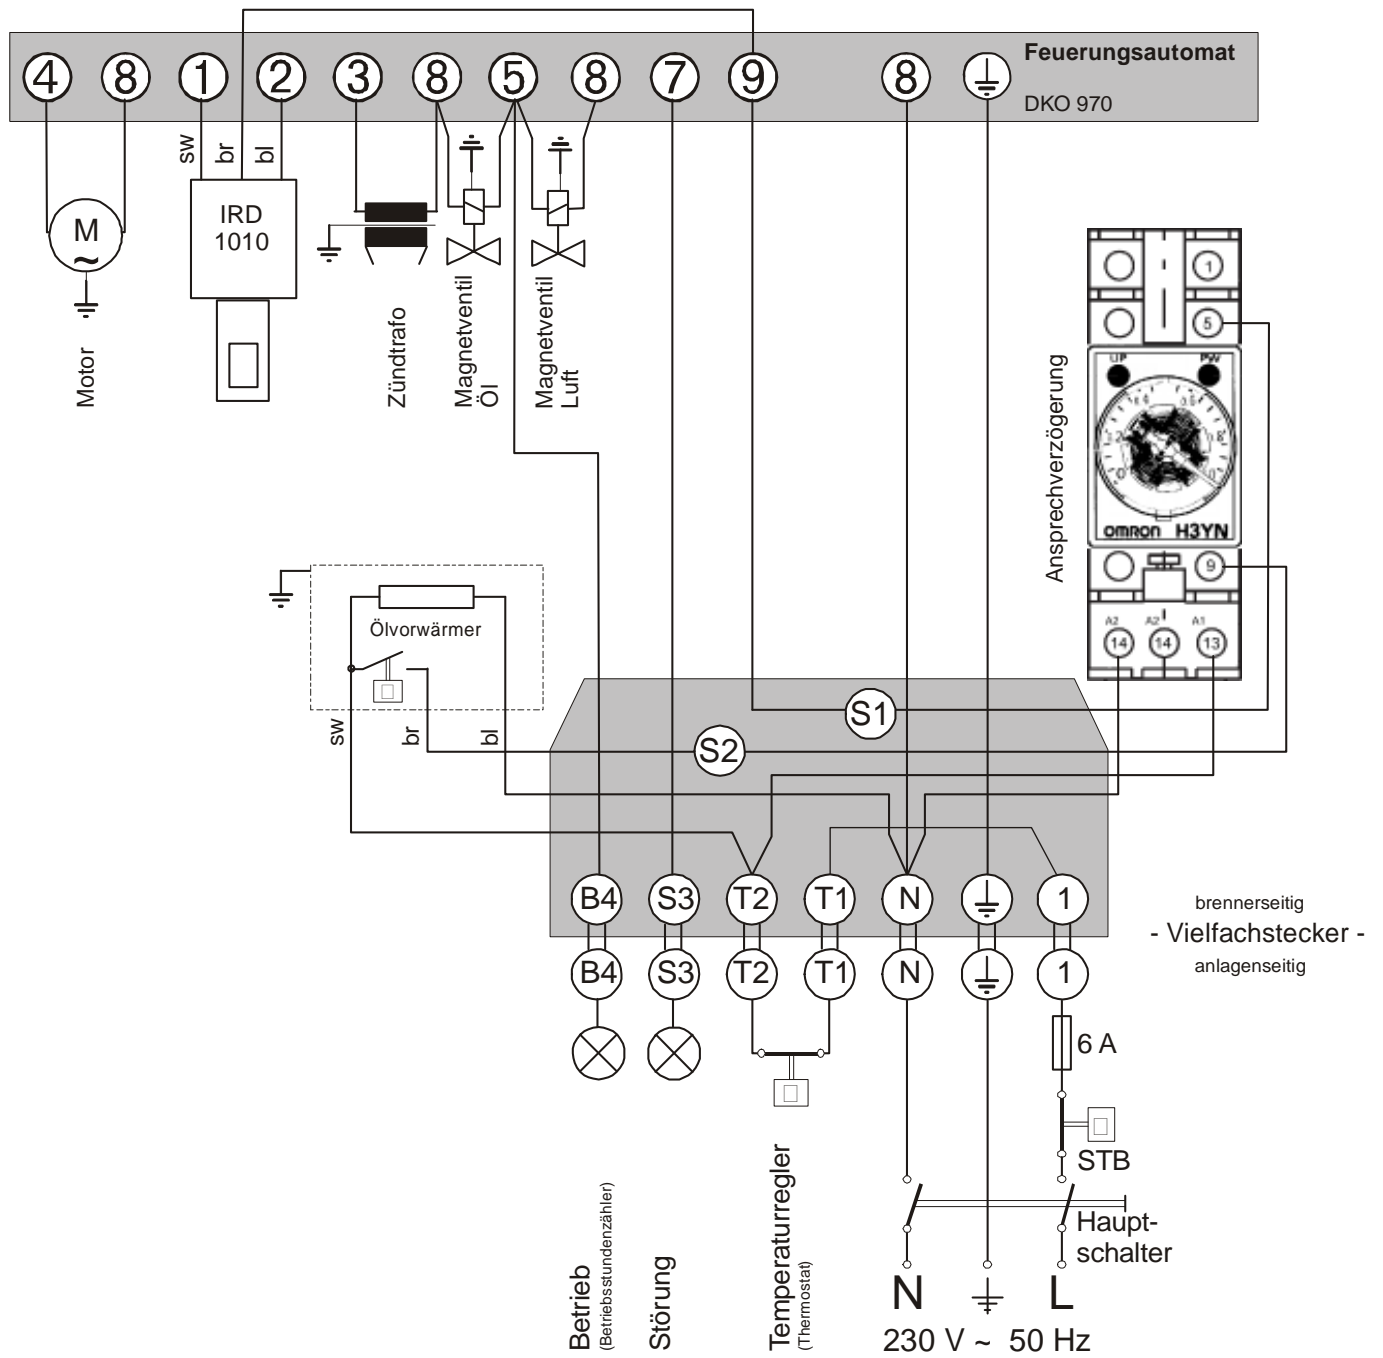 Feuerungsautomat
4 8 1 2 3 8 5 8 7 9 8
DKO 970
sw br bl
M
~
IRD
1010
Motor
Zündtrafo
Magnetventil
Öl
Magnetventil
Luft
Ansprechverzögerung
1
5
UP PW
OMRON H3YN
9
A2 A2 A1
14 14 13
Ölvorwärmer
sw br bl
S1
S2
B4 S3 T2 T1 N 1
brennerseitig
- Vielfachstecker -
anlagenseitig
B4 S3 T2 T1 N 1
6 A
STB
Haupt-
schalter
Betrieb
(Betriebsstundenzähler)
Störung
Temperaturregler
(Thermostat)
N L
230 V ~ 50 Hz